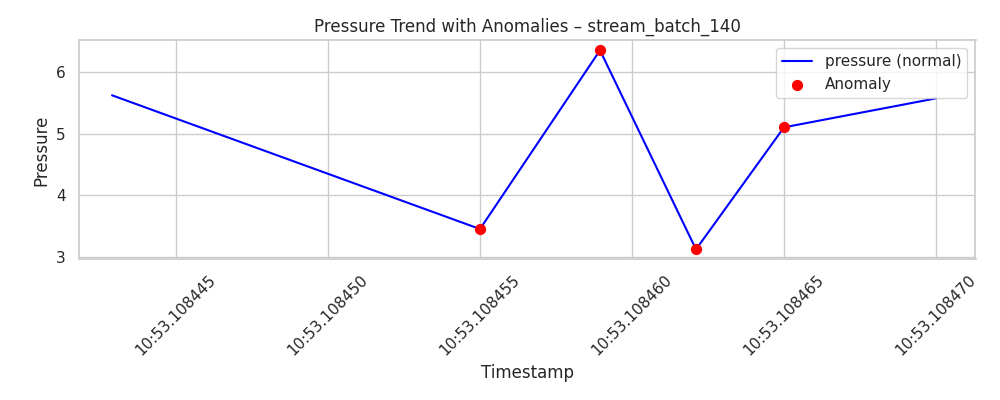 Pressure Trend with Anomalies – stream_batch_140
pressure (normal)
Anomaly
Pressure
6
5
4
3
10:53.108445
10:53.108450
10:53.108455
10:53.108460
10:53.108465
10:53.108470
Timestamp